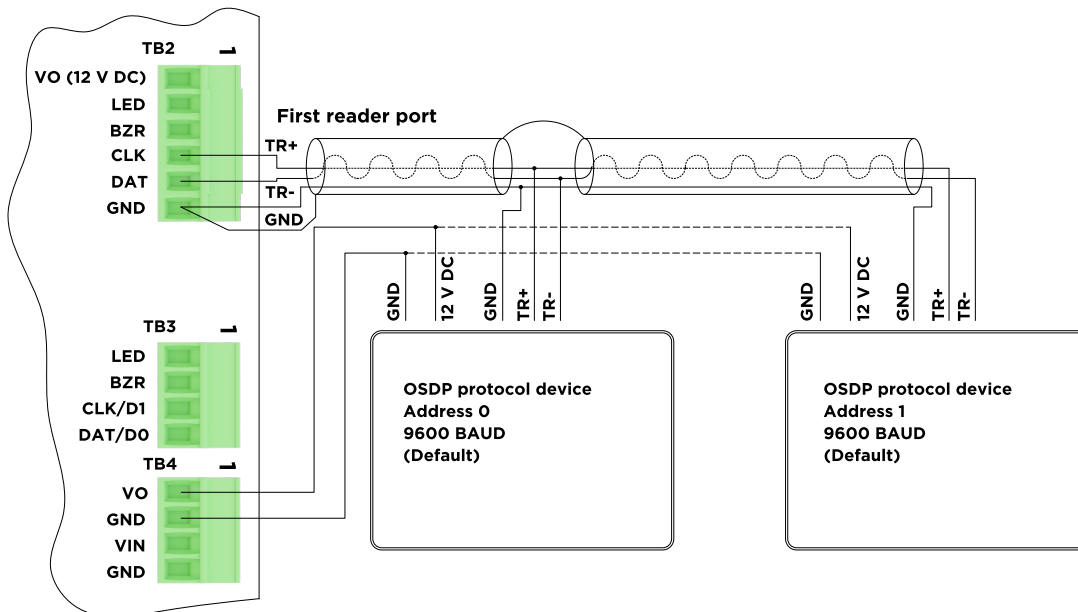 TB2
1
VO (12 V DC)
LED
BZR
CLK
DAT
GND
First reader port
TR+
TR-
GND
GND
12 V DC
GND
TR+
TR-
GND
12 V DC
GND
TR+
TR-
TB3
1
LED
BZR
CLK/D1
DAT/D0
TB4
1
VO
GND
VIN
GND
OSDP protocol device
Address 0
9600 BAUD
(Default)
OSDP protocol device
Address 1
9600 BAUD
(Default)